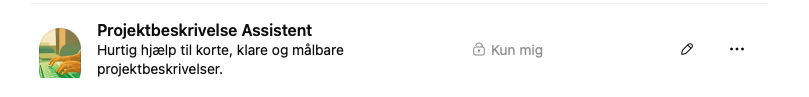 Projektbeskrivelse Assistent
Hurtig hjælp til korte, klare og målbare
projektbeskrivelser.
Kun mig